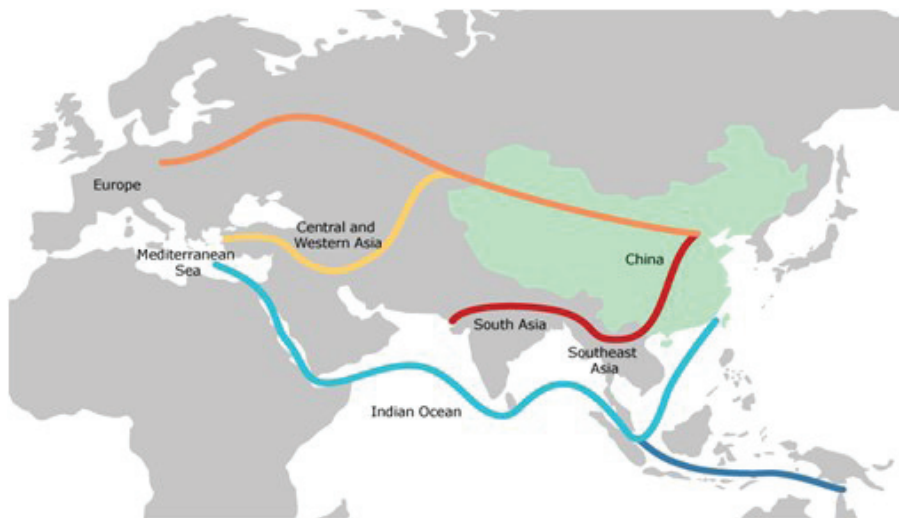 Europe
Central and
Western Asia
Mediterranean
Sea
China
South Asia
Southeast
Asia
Indian Ocean